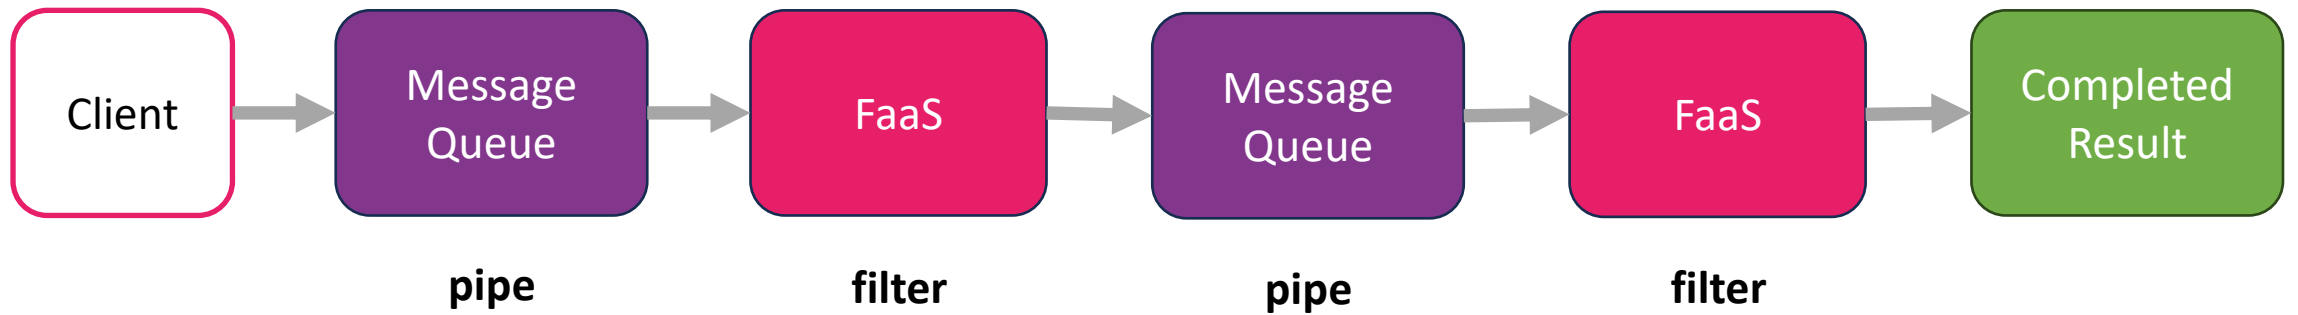 Client
Message
Queue
FaaS
Message
Queue
FaaS
Completed
Result
pipe
filter
pipe
filter